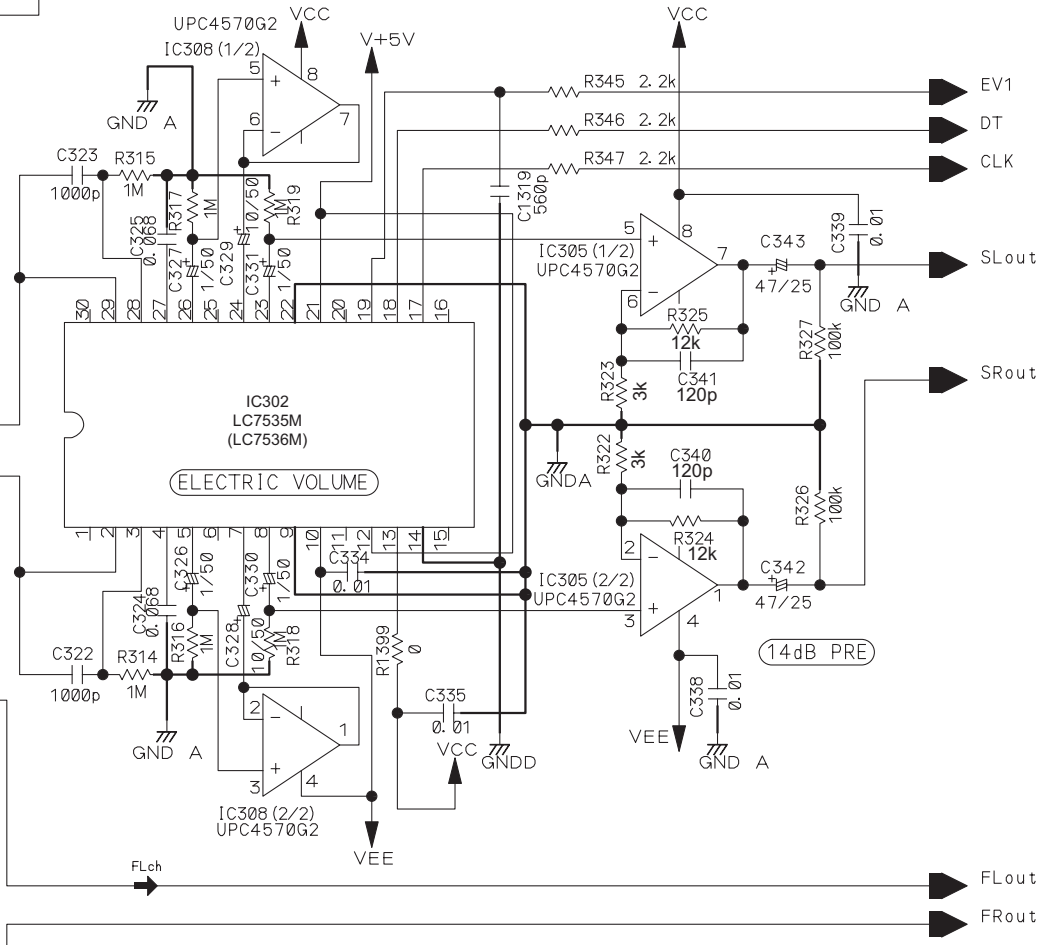 UPC4570G2
IC308(1/2)
VCC
V+5V
VCC
5
+
8
6
−
7
GND A
R345 2.2k
EV1
R346 2.2k
DT
R347 2.2k
CLK
C323
1000p
R315
1M
R317
1M
C325
0.068
C327
1/50
C329
10/50
C331
1/50
R319
1M
C1319
560p
IC305(1/2)
UPC4570G2
5
+
8
6
−
7
C343
+
47/25
C339
0.01
GND A
SLout
R325
12k
C341
120p
R323
3k
R327
100k
SRout
30
29
28
27
26
25
24
23
22
21
20
19
18
17
16
IC302
LC7535M
(LC7536M)
ELECTRIC VOLUME
GNDA
R322
3k
C340
120p
R324
12k
R326
100k
1
2
3
4
5
6
7
8
9
10
11
12
13
14
15
C334
0.01
C326
1/50
C324
0.068
R316
1M
C328
10/50
C330
1/50
R318
1M
C322
1000p
R314
1M
GND A
R1399
0
C335
0.01
VCC
GNDD
IC305(2/2)
UPC4570G2
2
−
1
3
+
4
C342
+
47/25
14dB PRE
C338
0.01
VEE
GND A
2
−
1
3
+
4
IC308(2/2)
UPC4570G2
VEE
FLch
FLout
FRout